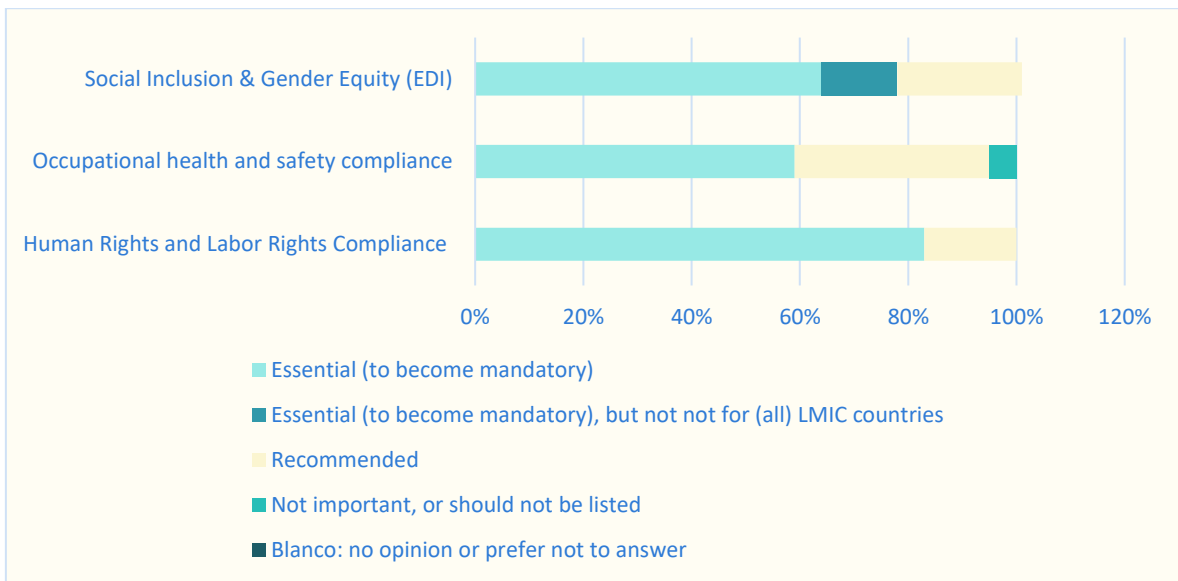 Social Inclusion & Gender Equity (EDI)
Occupational health and safety compliance
Human Rights and Labor Rights Compliance
0% 20% 40% 60% 80% 100% 120%
Essential (to become mandatory)
Essential (to become mandatory), but not not for (all) LMIC countries
Recommended
Not important, or should not be listed
Blanco: no opinion or prefer not to answer